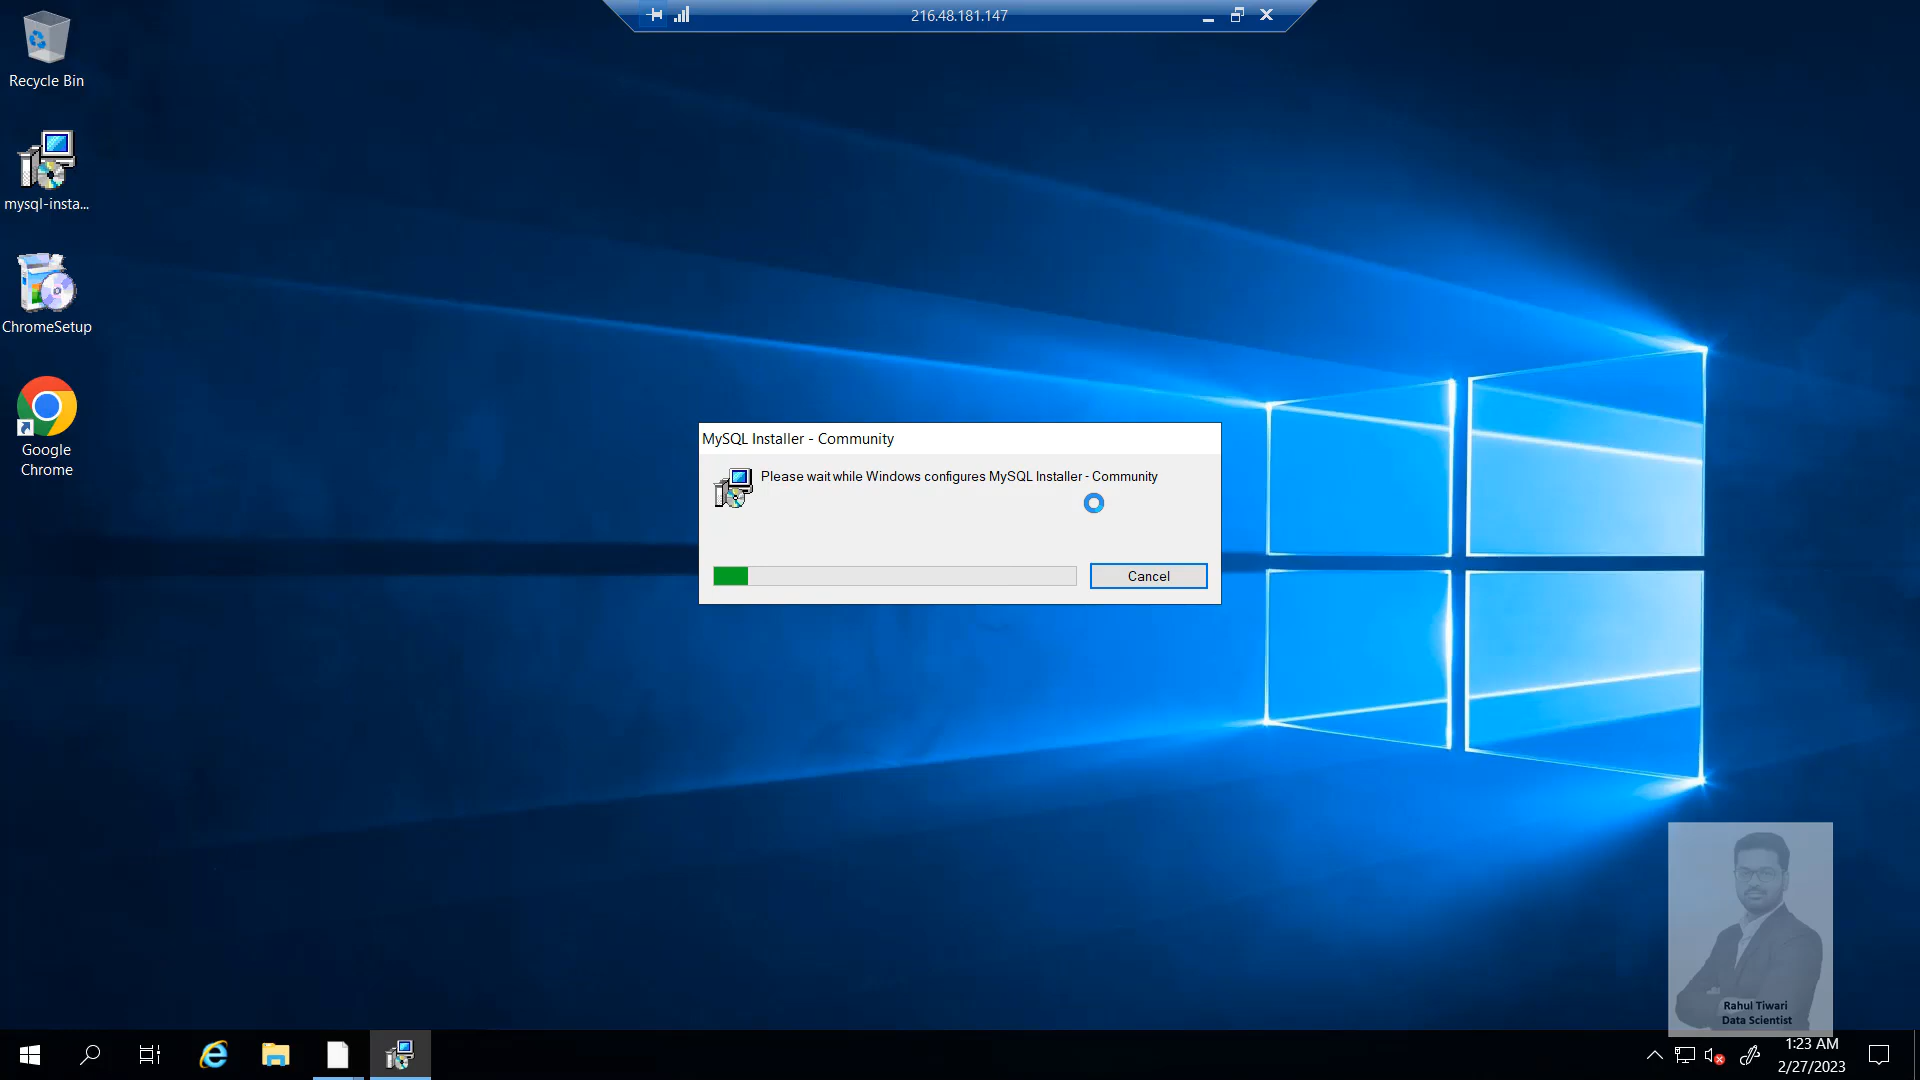 216.48.181.147
Recycle Bin
mysql-insta...
ChromeSetup
Google
Chrome
MySQL Installer - Community
Please wait while Windows configures MySQL Installer - Community
Cancel
Rahul Tiwari
Data Scientist
1:23 AM
2/27/2023